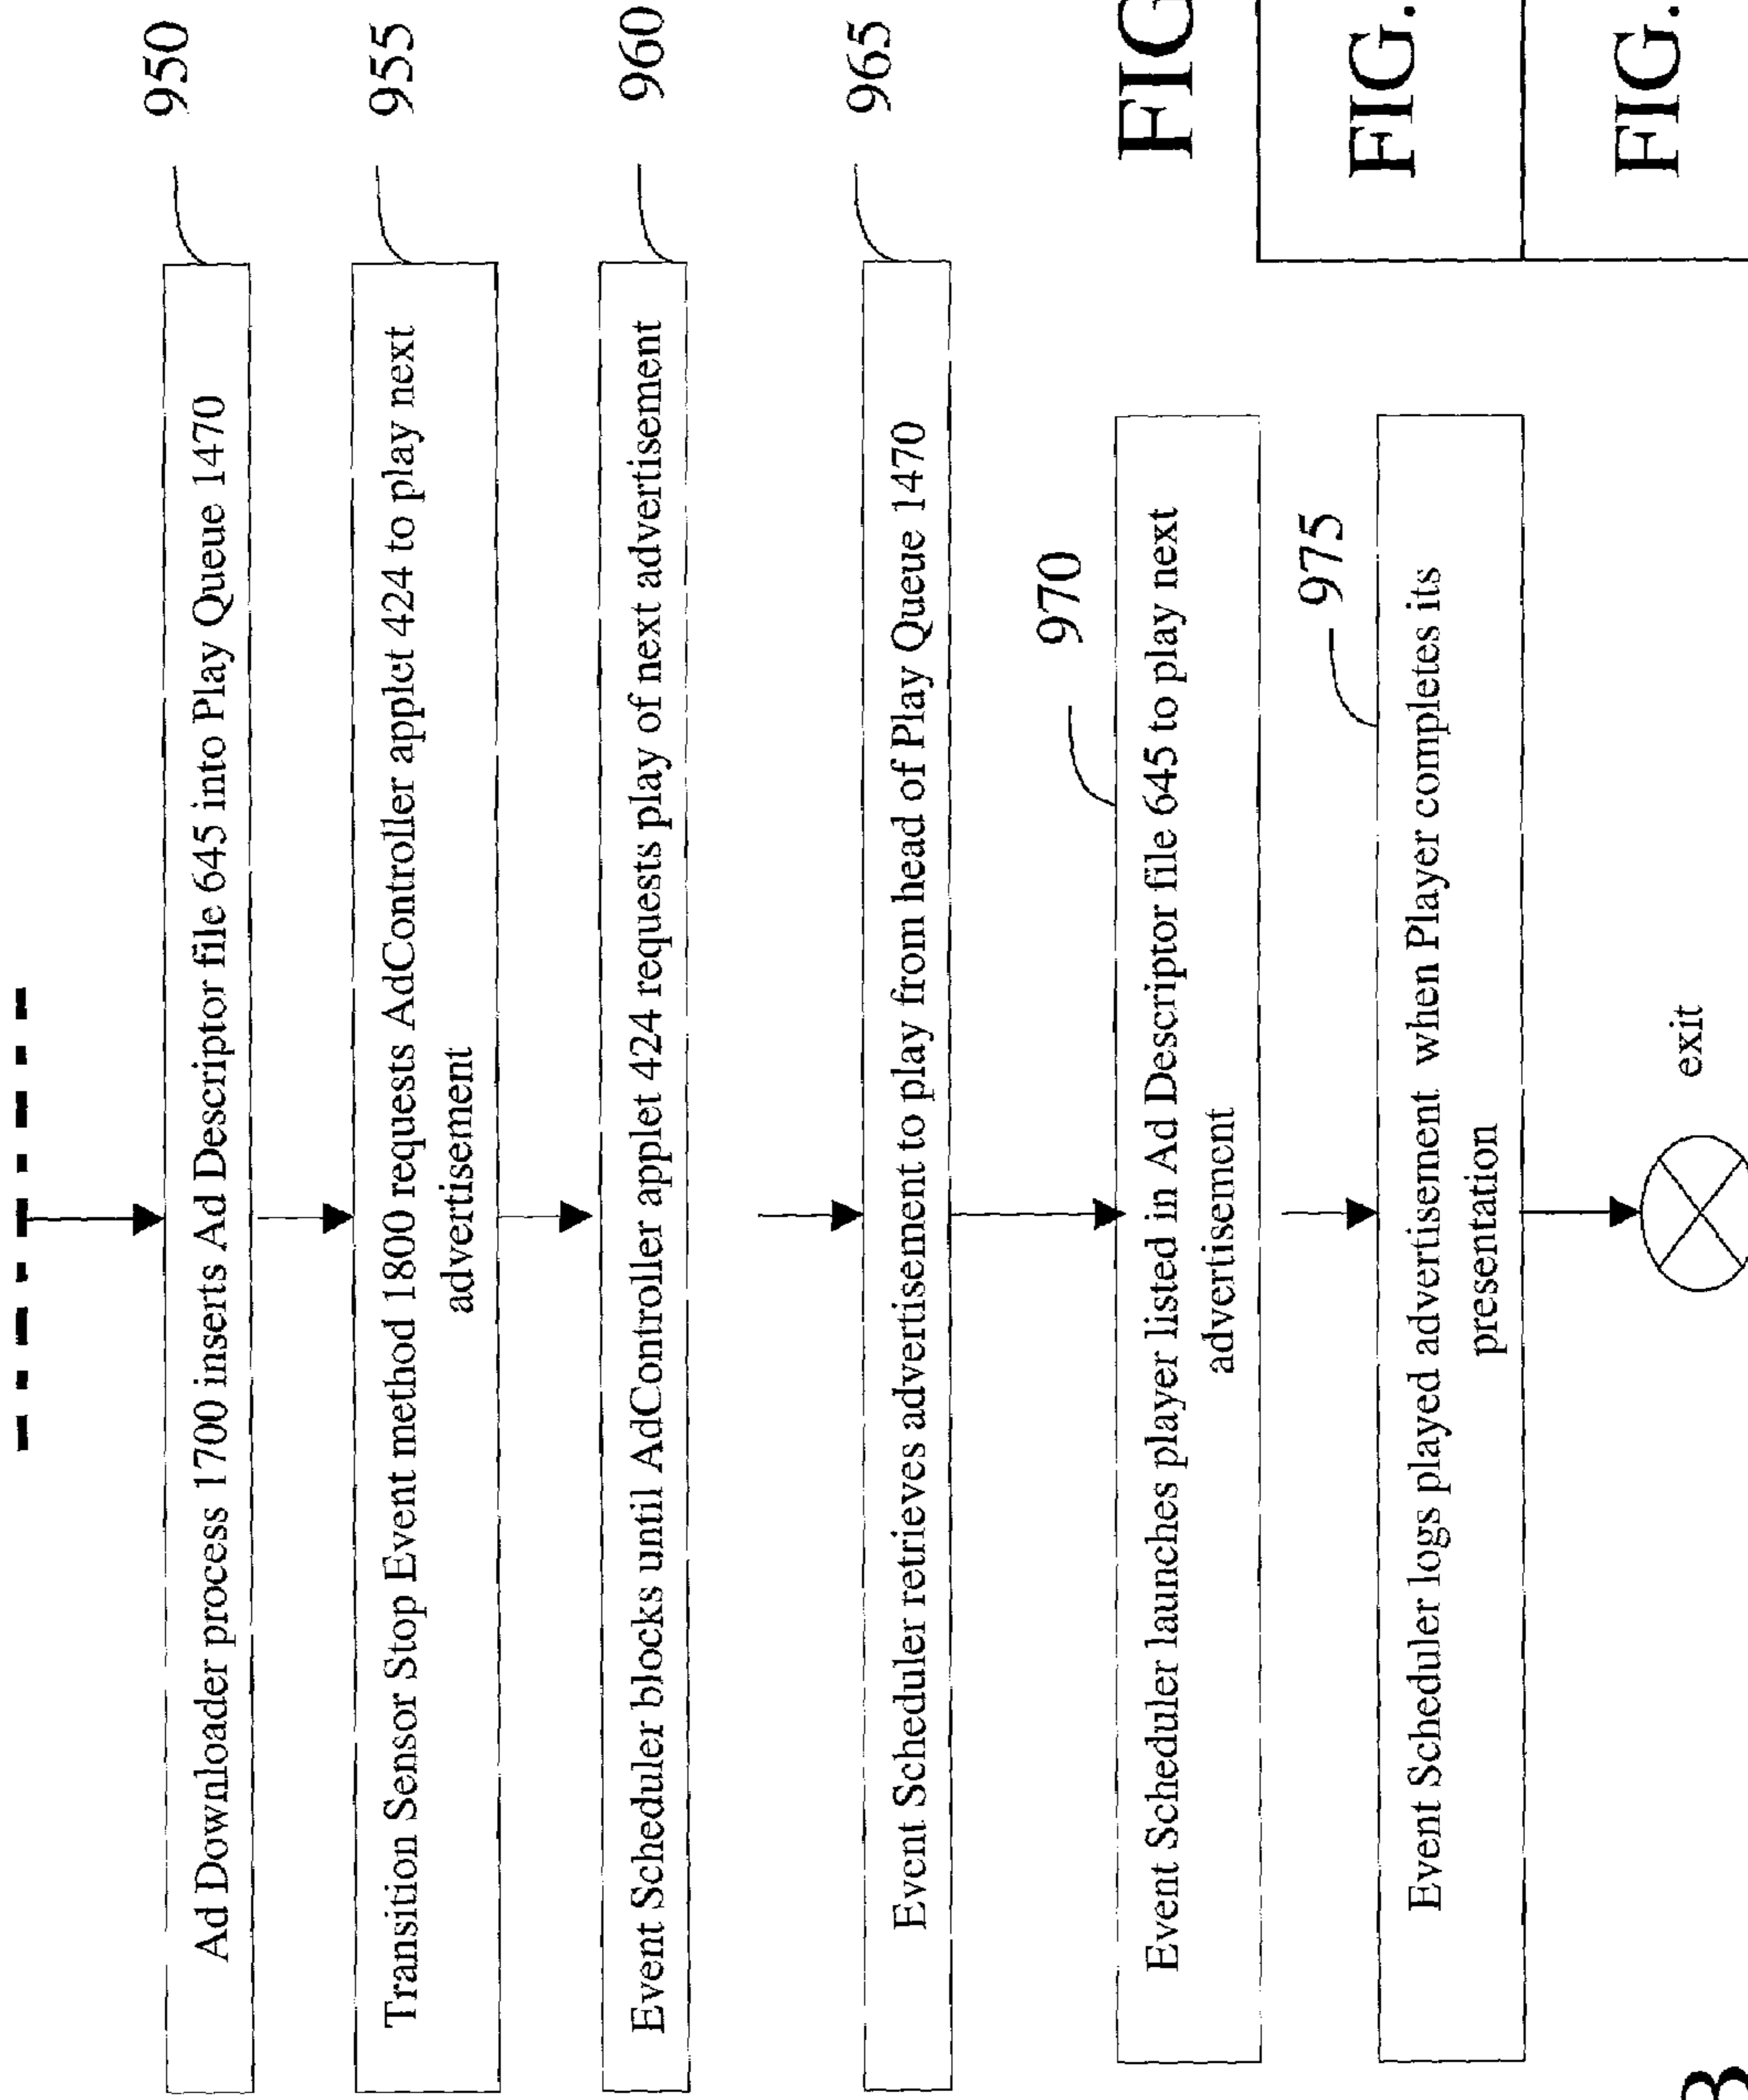 950
Ad Downloader process 1700 inserts Ad Descriptor file 645 into Play Queue 1470
955
Transition Sensor Stop Event method 1800 requests AdController applet 424 to play next
advertisement
960
Event Scheduler blocks until AdController applet 424 requests play of next advertisement
965
Event Scheduler retrieves advertisement to play from head of Play Queue 1470
970
Event Scheduler launches player listed in Ad Descriptor file 645 to play next
advertisement
975
Event Scheduler logs played advertisement when Player completes its
presentation
exit
FIG
FIG.
FIG.